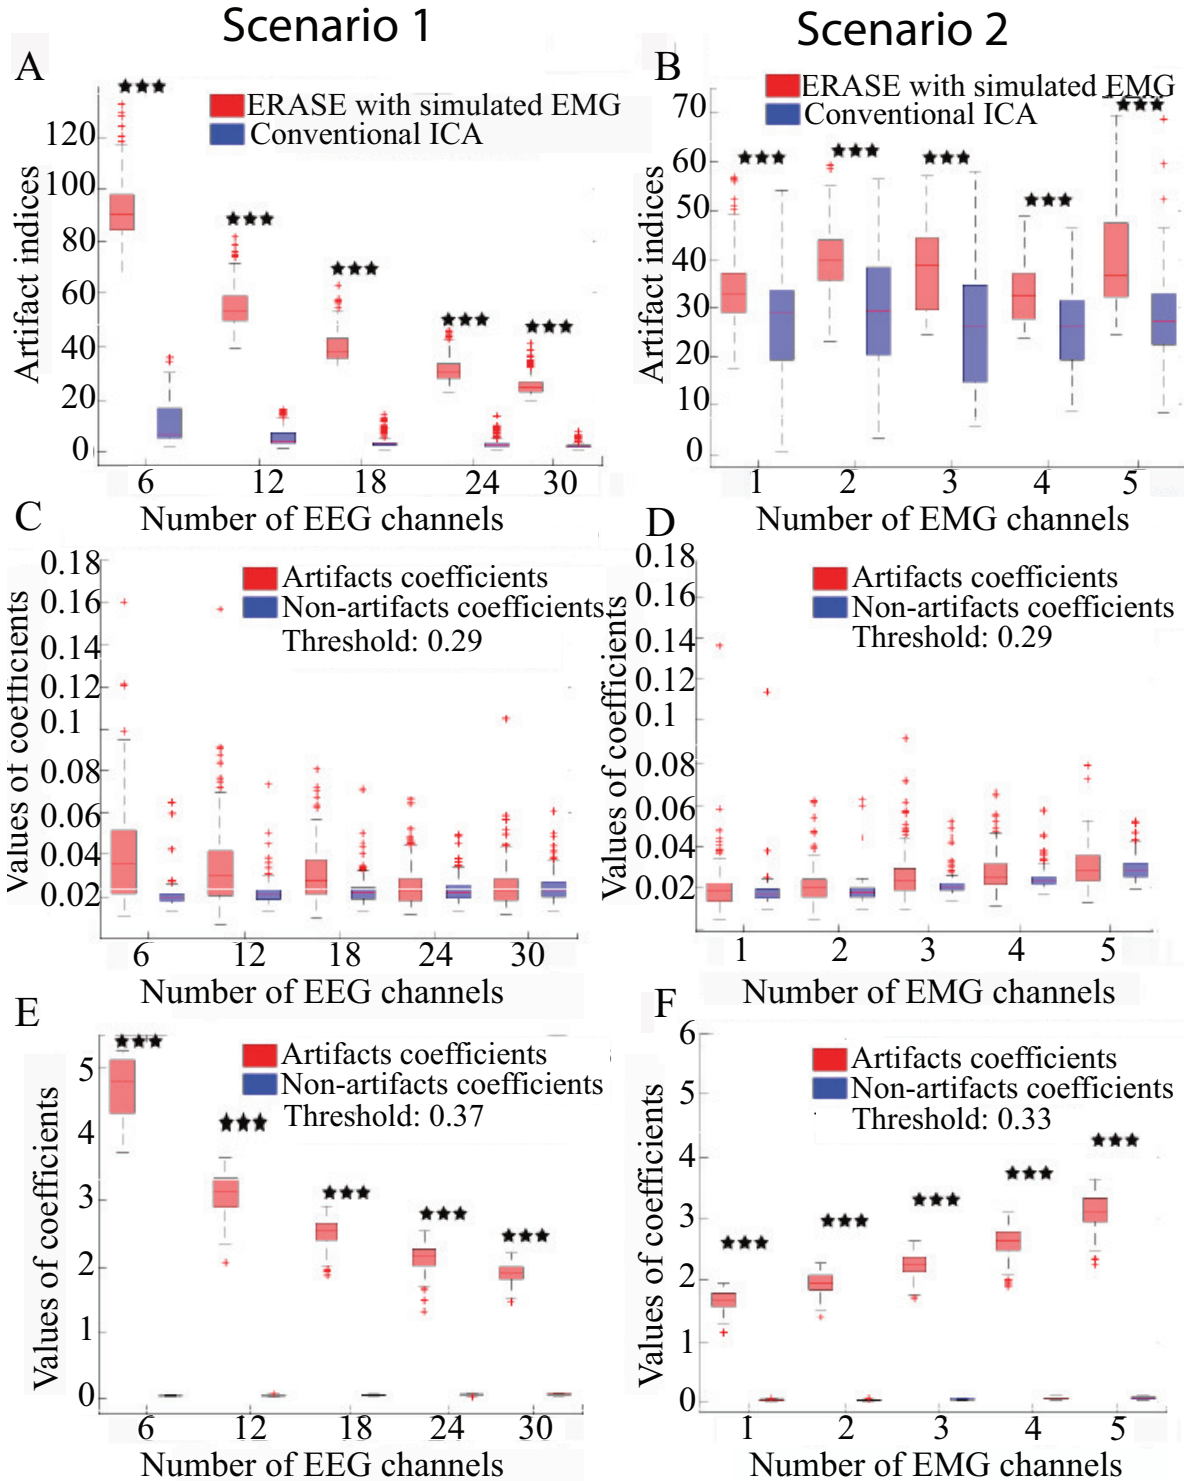 Scenario 1
Scenario 2
A
★★★
ERASE with simulated EMG
Conventional ICA
120
100
80
60
40
20
0
Artifact indices
★★★
★★★
★★★
★★★
6 12 18 24 30
Number of EEG channels
B
ERASE with simulated EMG
Conventional ICA
70
60
50
40
30
20
10
0
Artifact indices
★★★
★★★
★★★
★★★
★★★
1 2 3 4 5
Number of EMG channels
C
0.18
0.16
0.14
0.12
0.1
0.08
0.06
0.04
0.02
Values of coefficients
Artifacts coefficients
Non-artifacts coefficients
Threshold: 0.29
6 12 18 24 30
Number of EEG channels
D
0.18
0.16
0.14
0.12
0.1
0.08
0.06
0.04
0.02
Values of coefficients
Artifacts coefficients
Non-artifacts coefficients
Threshold: 0.29
1 2 3 4 5
Number of EMG channels
E
5
4
3
2
1
0
Values of coefficients
★★★
Artifacts coefficients
Non-artifacts coefficients
Threshold: 0.37
★★★
★★★
★★★
★★★
6 12 18 24 30
Number of EEG channels
F
6
5
4
3
2
1
0
Values of coefficients
Artifacts coefficients
Non-artifacts coefficients
Threshold: 0.33
★★★
★★★
★★★
★★★
★★★
1 2 3 4 5
Number of EMG channels